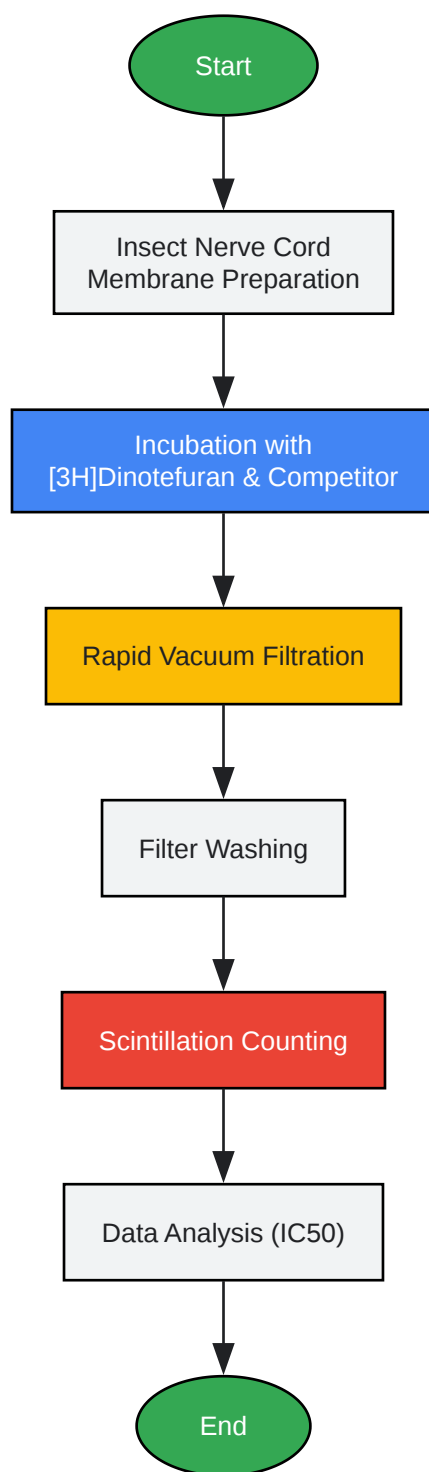 Start
Insect Nerve Cord
Membrane Preparation
Incubation with
[3H]Dinotefuran & Competitor
Rapid Vacuum Filtration
Filter Washing
Scintillation Counting
Data Analysis (IC50)
End